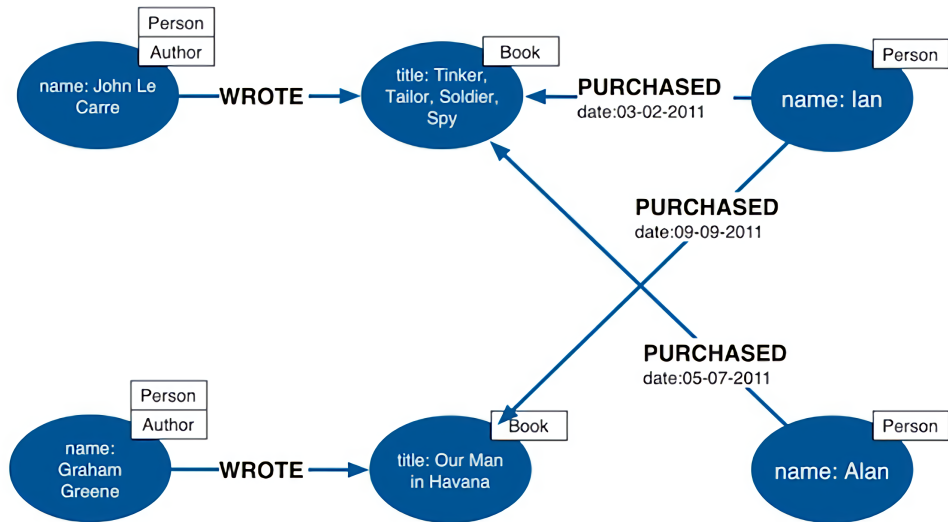 Person
Author
name: John Le
Carre
WROTE
Book
title: Tinker,
Tailor, Soldier,
Spy
PURCHASED
date:03-02-2011
Person
name: Ian
PURCHASED
date:09-09-2011
PURCHASED
date:05-07-2011
Person
Author
name:
Graham
Greene
WROTE
Book
title: Our Man
in Havana
Person
name: Alan